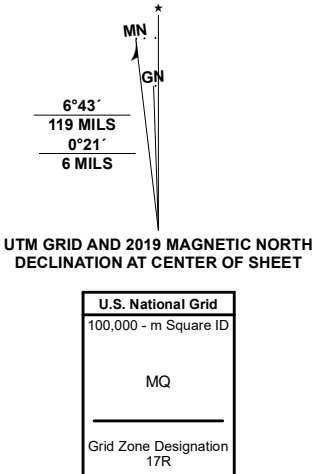 MN
GN
6°43´
119 MILS
0°21´
6 MILS
UTM GRID AND 2019 MAGNETIC NORTH
DECLINATION AT CENTER OF SHEET
U.S. National Grid
100,000 - m Square ID
MQ
Grid Zone Designation
17R